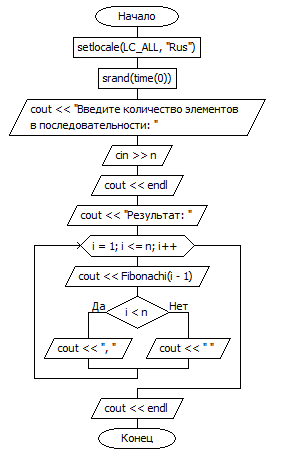 Начало
setlocale(LC_ALL, "Rus")
srand(time(0))
cout << "Введите количество элементов
в последовательности: "
cin >> n
cout << endl
cout << "Результат: "
i = 1; i <= n; i++
cout << Fibonachi(i - 1)
Да
i < n
Нет
cout << ", "
cout << " "
cout << endl
Конец